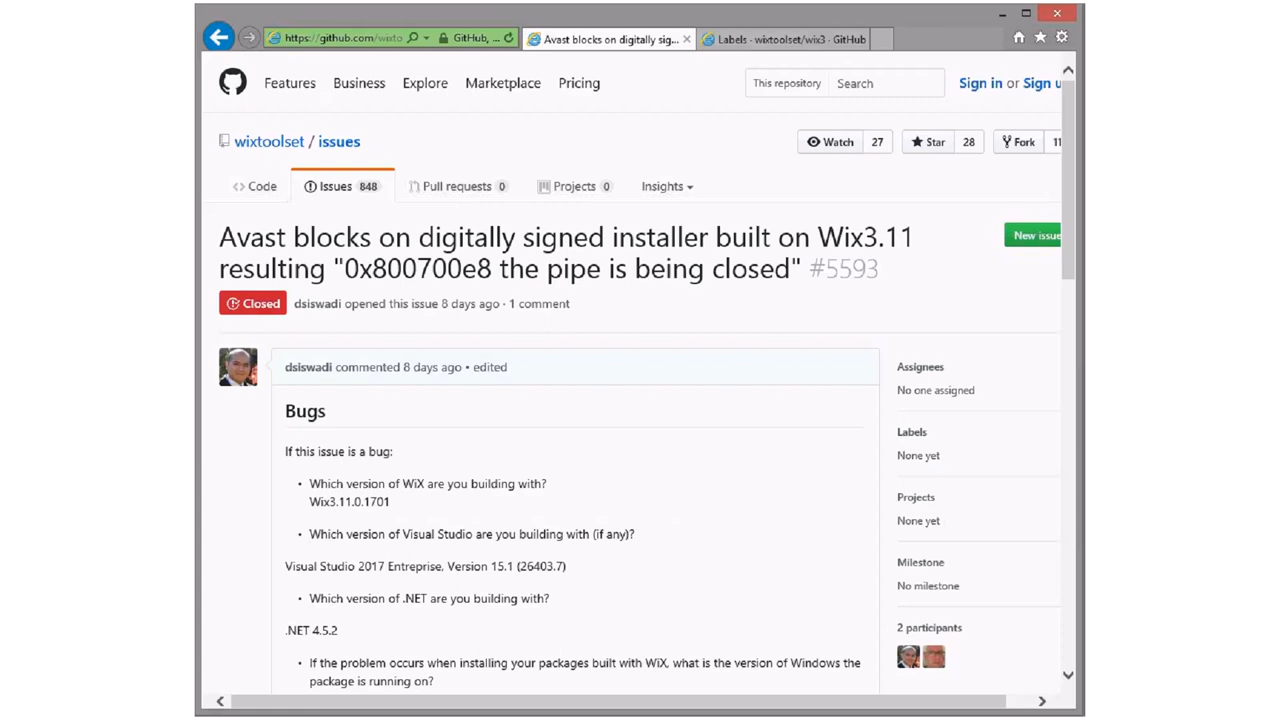 https://github.com/wixto
GitHub, ...
Avast blocks on digitally sig...
Labels · wixtoolset/wix3 · GitHub
Features Business Explore Marketplace Pricing
This repository Search
Sign in or Sign u
wixtoolset / issues
Watch 27 Star 28 Fork 11
Code Issues 848 Pull requests 0 Projects 0 Insights
Avast blocks on digitally signed installer built on Wix3.11
resulting "0x800700e8 the pipe is being closed" #5593
New issue
Closed dsiswadi opened this issue 8 days ago · 1 comment
dsiswadi commented 8 days ago • edited
Bugs
If this issue is a bug:
• Which version of WiX are you building with?
Wix3.11.0.1701
• Which version of Visual Studio are you building with (if any)?
Visual Studio 2017 Entreprise, Version 15.1 (26403.7)
• Which version of .NET are you building with?
.NET 4.5.2
• If the problem occurs when installing your packages built with WiX, what is the version of Windows the
package is running on?
Assignees
No one assigned
Labels
None yet
Projects
None yet
Milestone
No milestone
2 participants